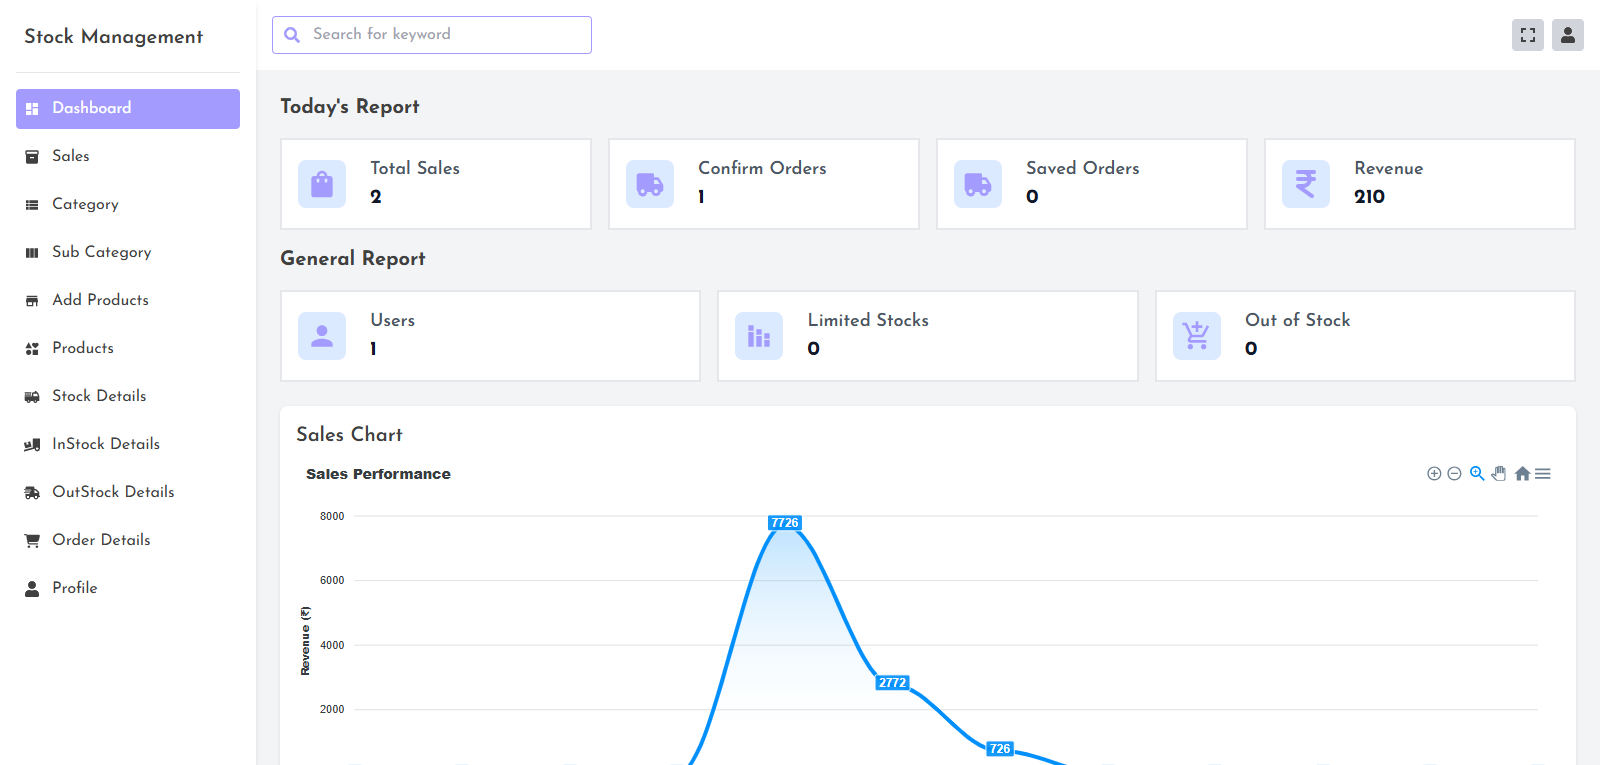 Stock Management
Search for keyword
Dashboard
Sales
Category
Sub Category
Add Products
Products
Stock Details
InStock Details
OutStock Details
Order Details
Profile
Today's Report
Total Sales
2
Confirm Orders
1
Saved Orders
0
Revenue
210
General Report
Users
1
Limited Stocks
0
Out of Stock
0
Sales Chart
Sales Performance
8000
6000
4000
2000
Revenue (₹)
7726
2772
726